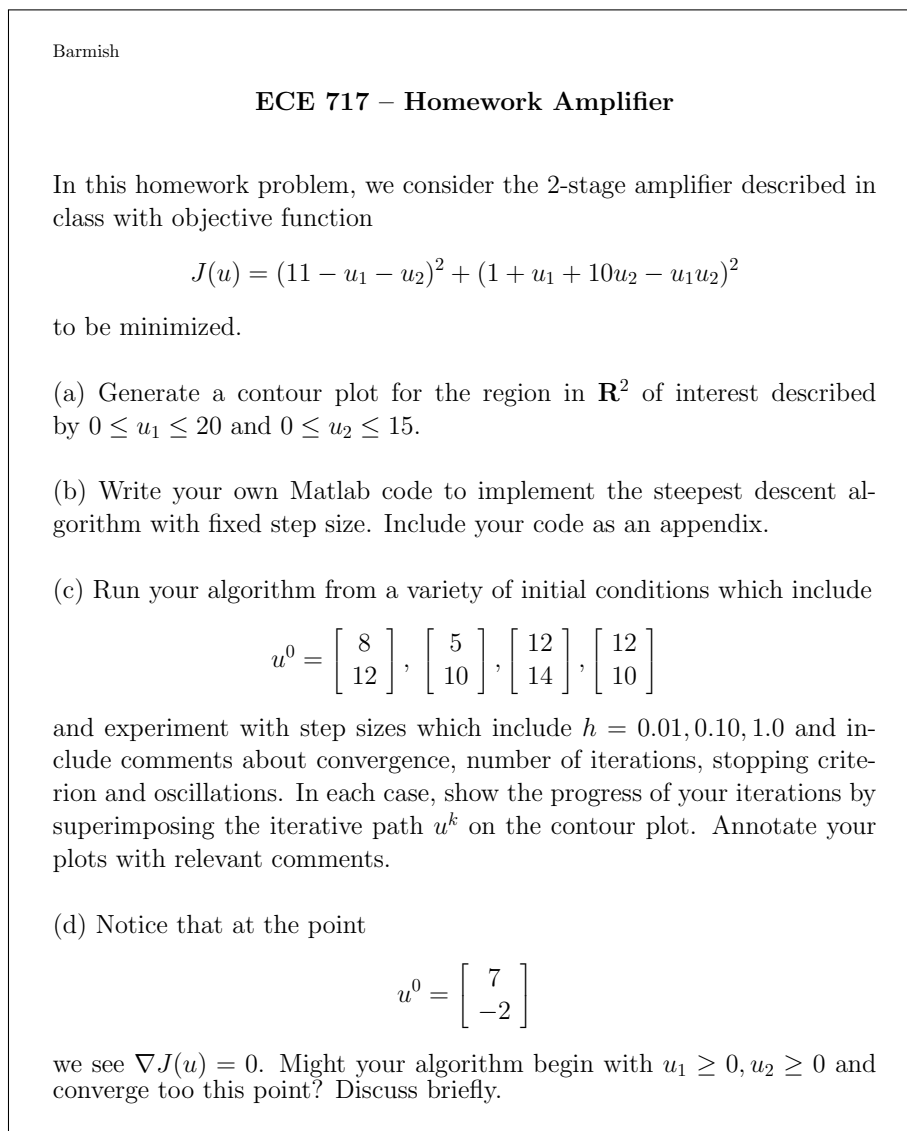 Barmish
ECE 717 – Homework Amplifier
In this homework problem, we consider the 2-stage amplifier described in
class with objective function
J(u) = (11 − u₁ − u₂)² + (1 + u₁ + 10u₂ − u₁u₂)²
to be minimized.
(a) Generate a contour plot for the region in R² of interest described
by 0 ≤ u₁ ≤ 20 and 0 ≤ u₂ ≤ 15.
(b) Write your own Matlab code to implement the steepest descent al-
gorithm with fixed step size. Include your code as an appendix.
(c) Run your algorithm from a variety of initial conditions which include
u⁰ = [ 8 12 ] , [ 5 10 ] , [ 12 14 ] , [ 12 10 ]
and experiment with step sizes which include h = 0.01, 0.10, 1.0 and in-
clude comments about convergence, number of iterations, stopping crite-
rion and oscillations. In each case, show the progress of your iterations by
superimposing the iterative path uᵏ on the contour plot. Annotate your
plots with relevant comments.
(d) Notice that at the point
u⁰ = [ 7 −2 ]
we see ∇J(u) = 0. Might your algorithm begin with u₁ ≥ 0, u₂ ≥ 0 and
converge too this point? Discuss briefly.